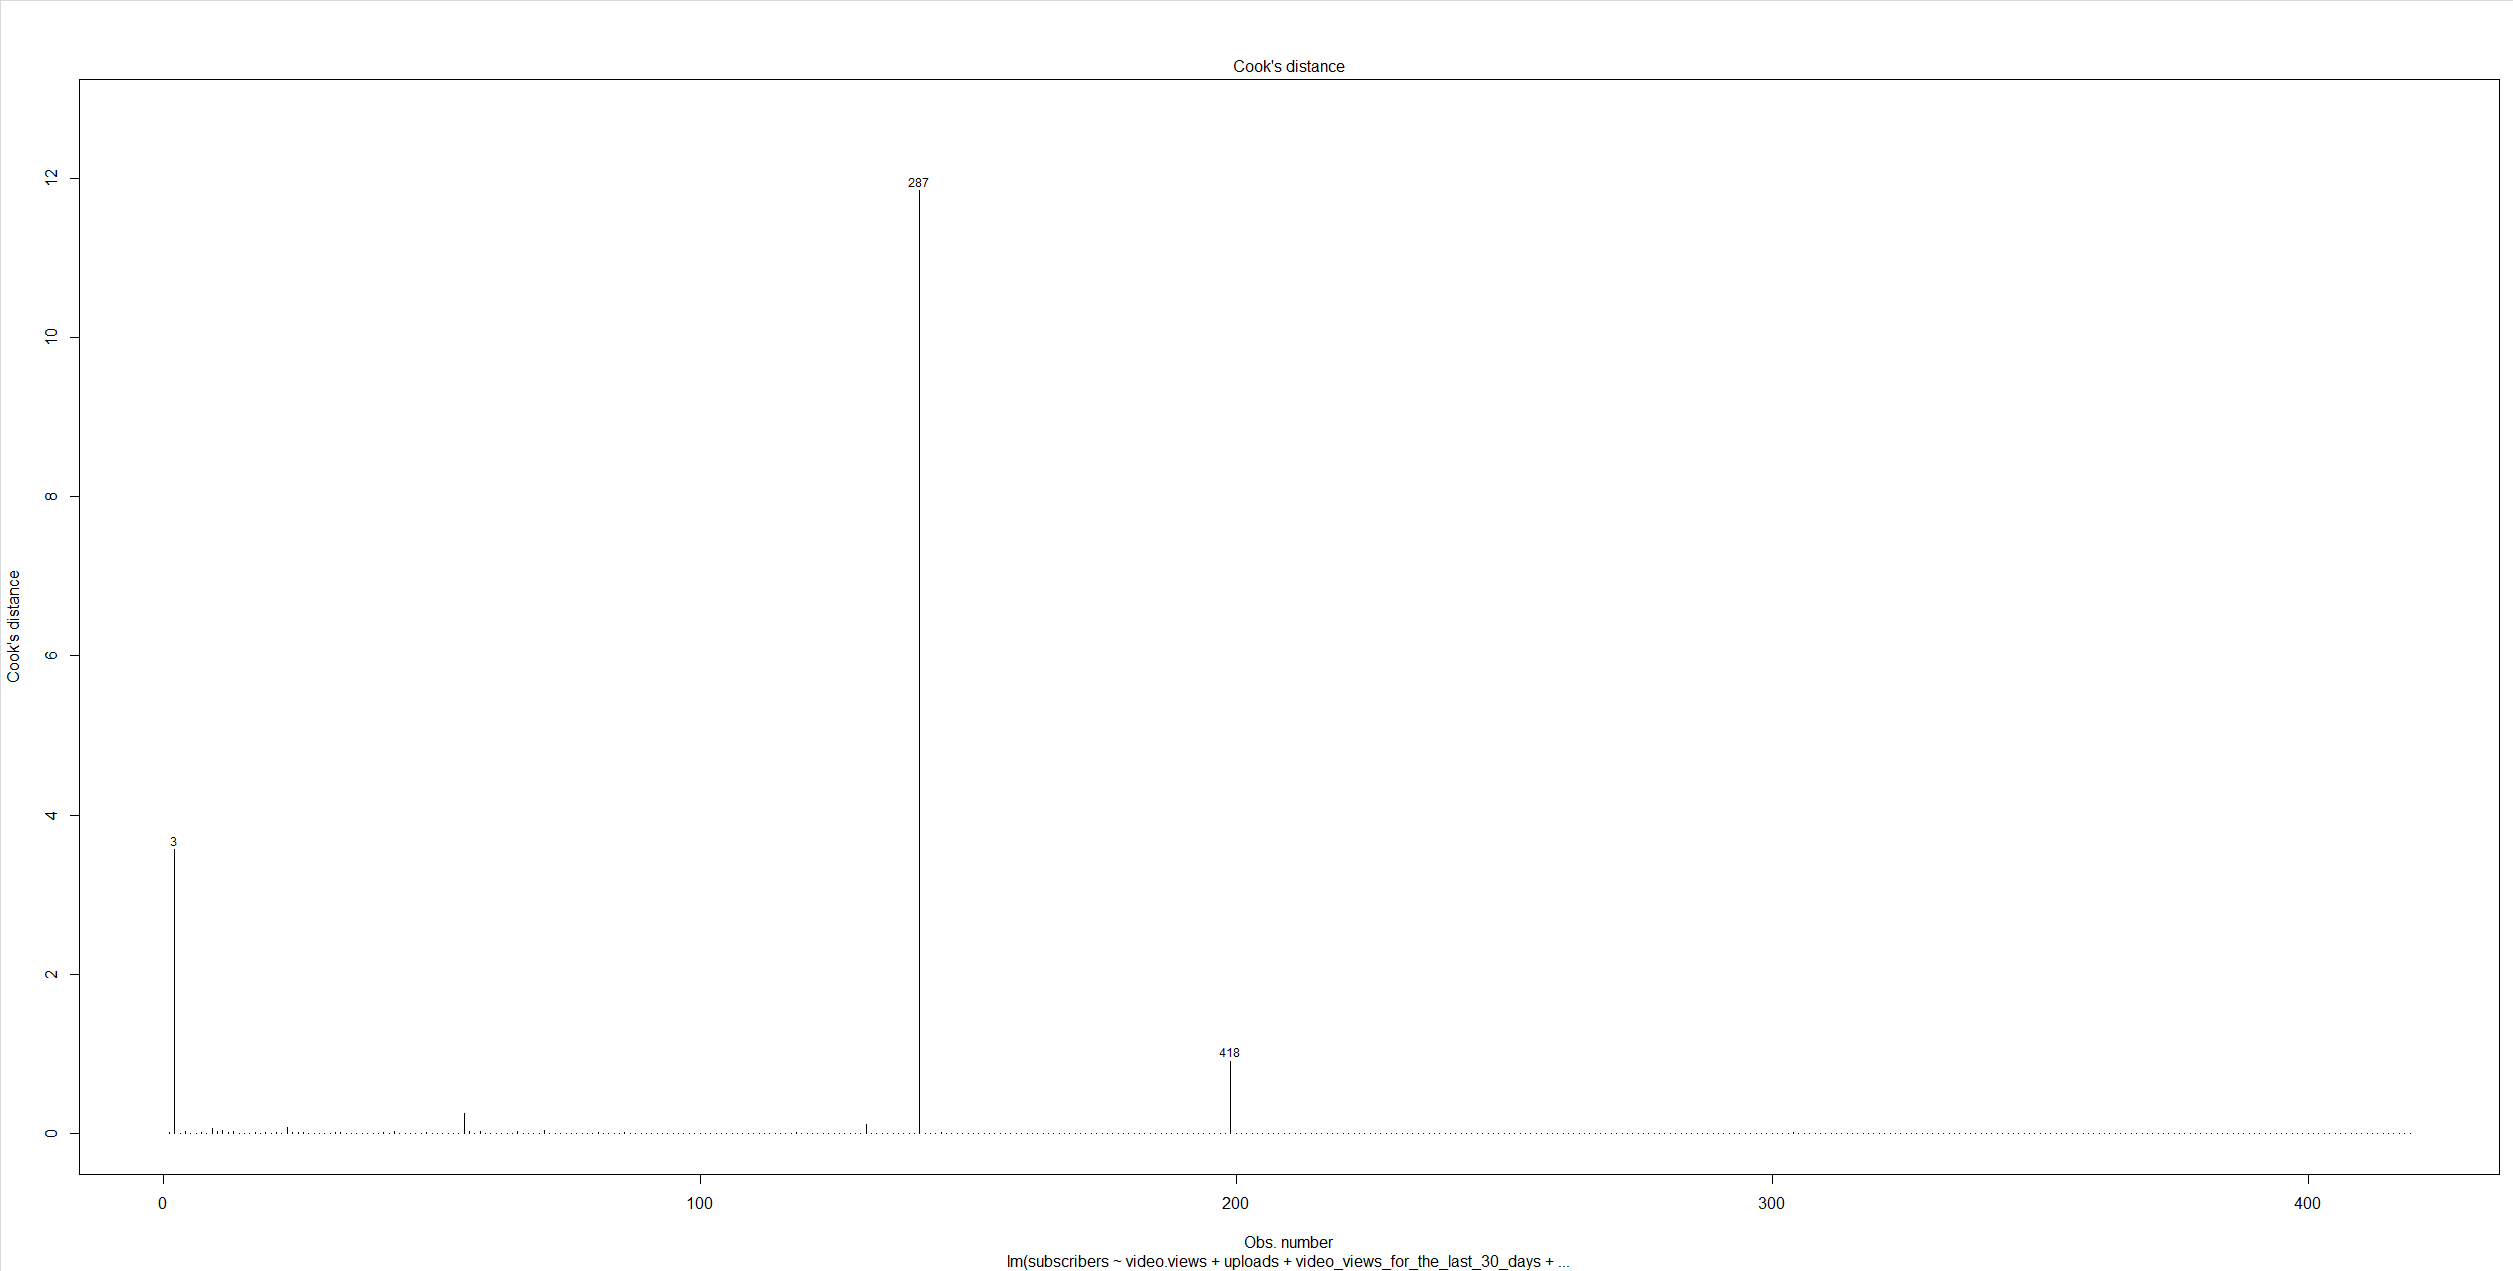 Cook's distance
12
10
8
6
4
2
0
Cook's distance
287
3
418
0 100 200 300 400
Obs. number
lm(subscribers ~ video.views + uploads + video_views_for_the_last_30_days + ...